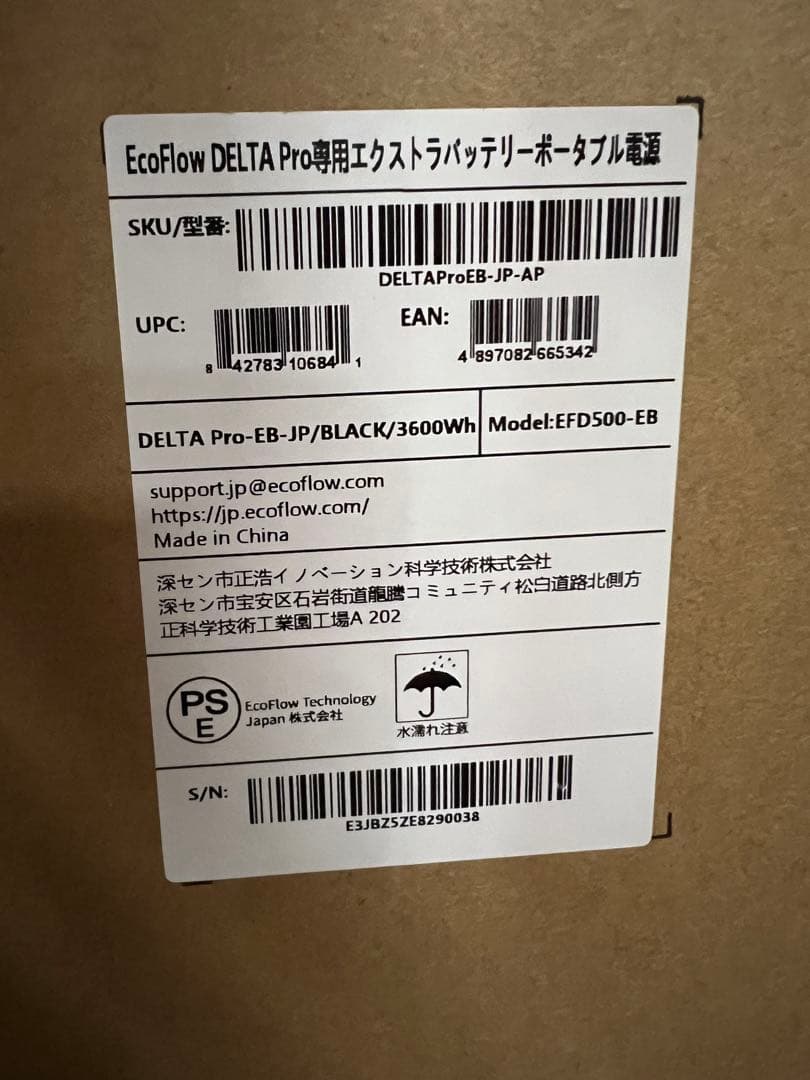 EcoFlow DELTA Pro専用エクストラバッテリーポータブル電源
SKU/型番:
DELTAProEB-JP-AP
UPC:
8 42783 10684 1
EAN:
4 897082 665342
DELTA Pro-EB-JP/BLACK/3600Wh
Model:EFD500-EB
support.jp@ecoflow.com
https://jp.ecoflow.com/
Made in China
深セン市正浩イノベーション科学技術株式会社
深セン市宝安区石岩街道龍騰コミュニティ松白道路北側方
正科学技術工業園工場A 202
PS
E
EcoFlow Technology
Japan 株式会社
水濡れ注意
S/N:
E3JBZ5ZE8290038